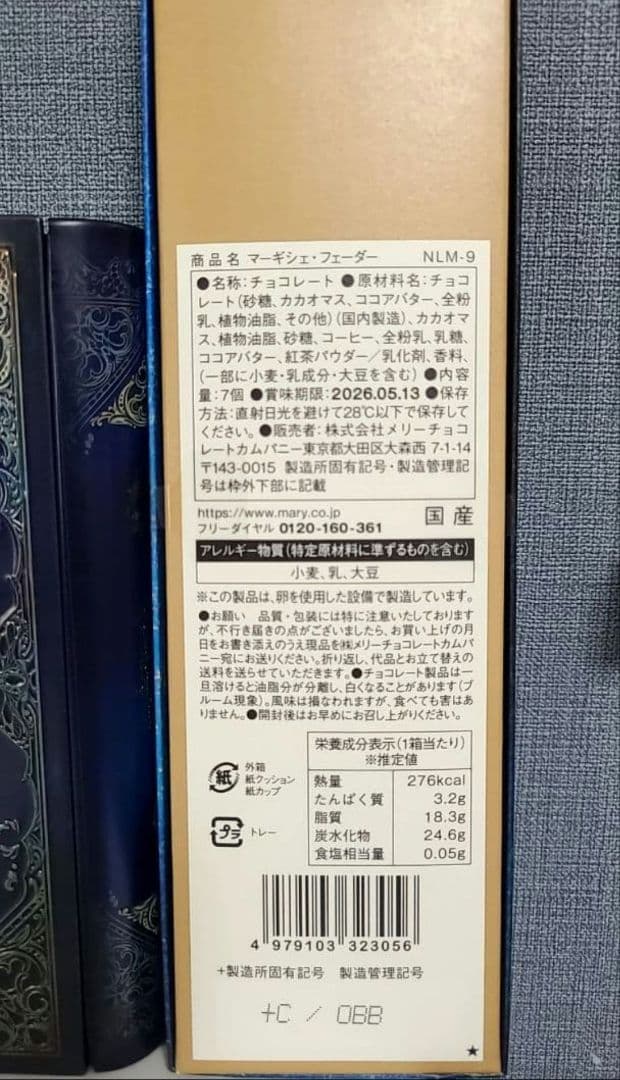 商品名 マーギシェ・フェーダー NLM-9
●名称:チョコレート ●原材料名:チョコ
レート(砂糖、カカオマス、ココアバター、全粉
乳、植物油脂、その他)(国内製造)、カカオマ
ス、植物油脂、砂糖、コーヒー、全粉乳、乳糖、
ココアバター、紅茶パウダー/乳化剤、香料、
(一部に小麦・乳成分・大豆を含む) ●内容
量:7個 ●賞味期限:2026.05.13 ●保存
方法:直射日光を避けて28℃以下で保存して
ください。●販売者:株式会社メリーチョコ
レートカムパニー東京都大田区大森西 7-1-14
〒143-0015 製造所固有記号・製造管理記
号は枠外下部に記載
https://www.mary.co.jp
フリーダイヤル 0120-160-361
国産
アレルギー物質(特定原材料に準ずるものを含む)
小麦、乳、大豆
※この製品は、卵を使用した設備で製造しています。
●お願い 品質・包装には特に注意いたしております
が、不行き届きの点がございましたら、お買い上げの月
日をお書き添えのうえ現品を㈱メリーチョコレートカムパ
ニー宛にお送りください。折り返し、代品とお立て替えの
送料を送らせていただきます。●チョコレート製品は一
旦溶けると油脂分が分離し、白くなることがあります(ブ
ルーム現象)。風味は損なわれますが、食べても害はあ
りません。●開封後はお早めにお召し上がりください。
紙
外箱
紙クッション
紙カップ
プラ
トレー
栄養成分表示(1箱当たり)
※推定値
熱量 276kcal
たんぱく質 3.2g
脂質 18.3g
炭水化物 24.6g
食塩相当量 0.05g
4 979103 323056
+製造所固有記号 製造管理記号
+C / OBB
★